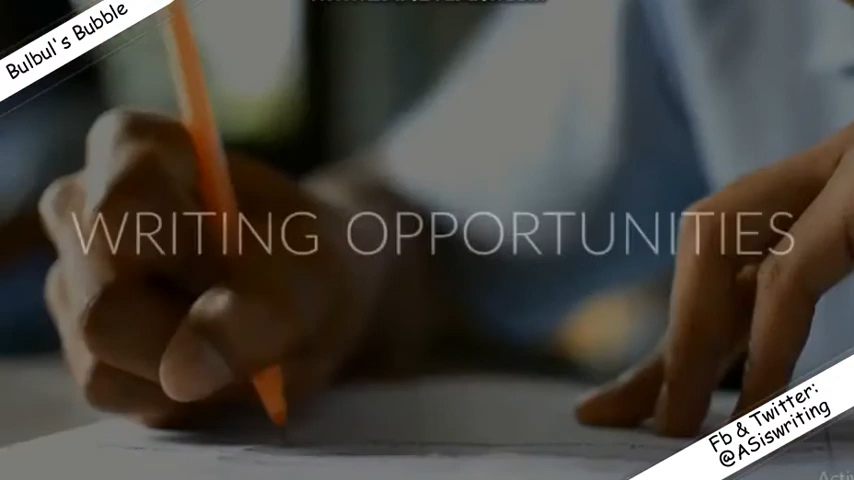 Bulbul's Bubble
WRITING OPPORTUNITIES
Fb & Twitter:
@ASiswriting